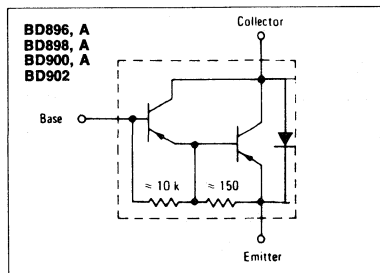 BD896, A
BD898, A
BD900, A
BD902
Collector
Base
≈ 10 k
≈ 150
Emitter